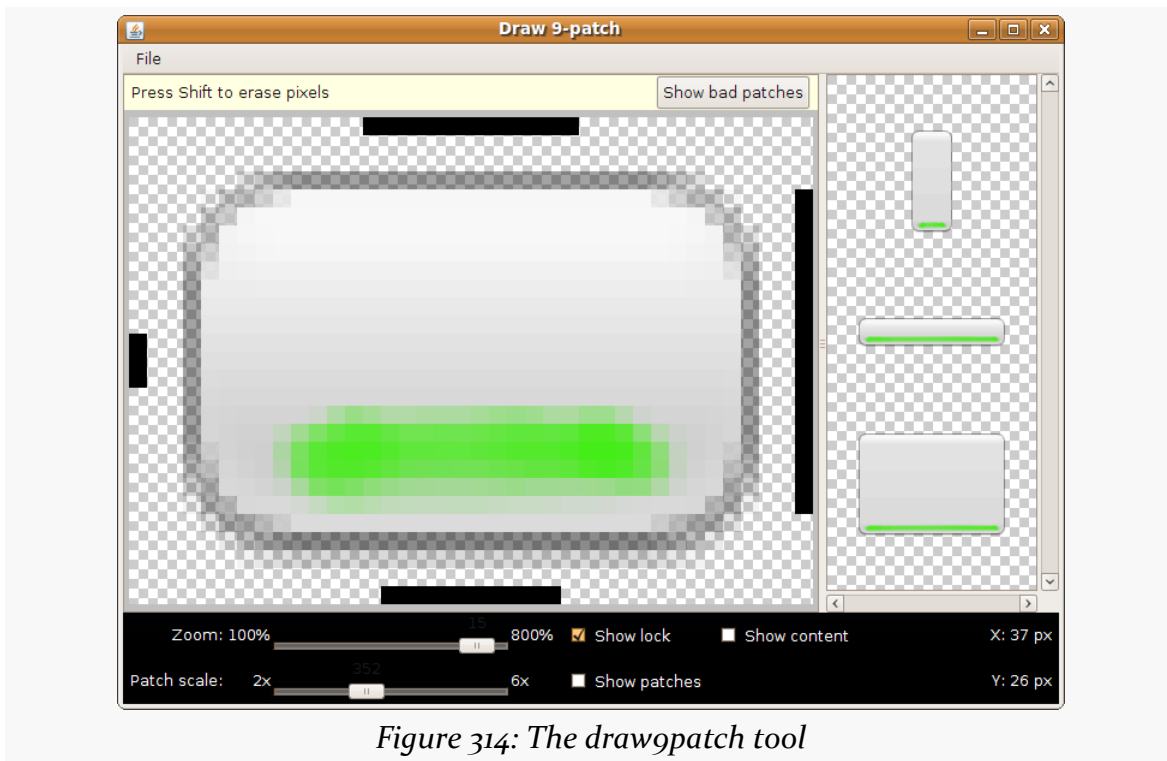 Draw 9-patch
File
Press Shift to erase pixels
Show bad patches
15
Zoom: 100%
800%
Show lock
Show content
X: 37 px
352
Patch scale: 2x
6x
Show patches
Y: 26 px
Figure 314: The draw9patch tool